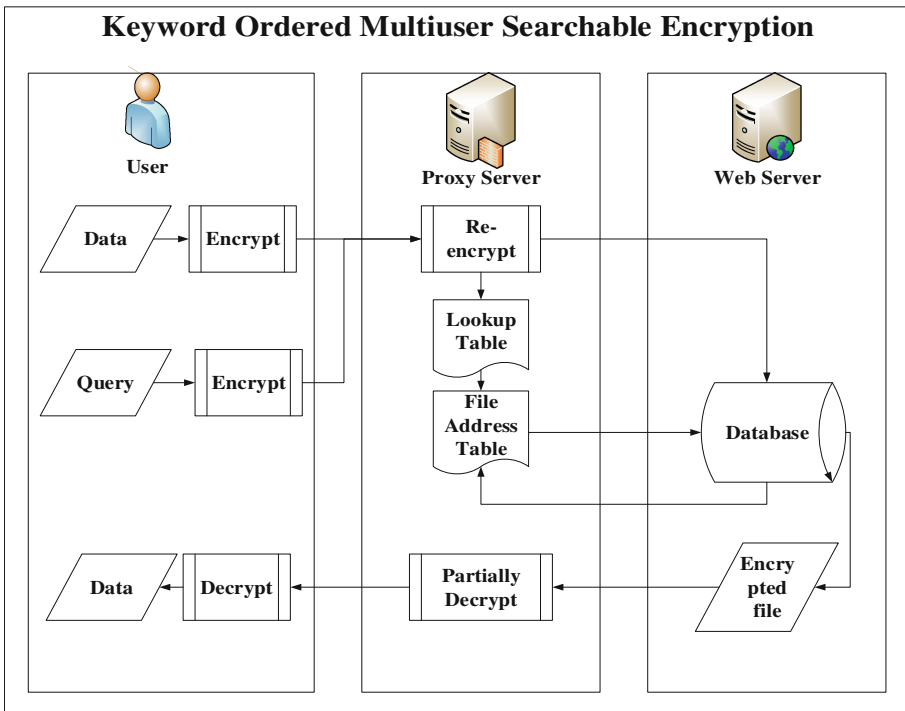 Keyword Ordered Multiuser Searchable Encryption
User
Proxy Server
Web Server
Data
Encrypt
Re-
encrypt
Lookup
Table
Query
Encrypt
File
Address
Table
Database
Data
Decrypt
Partially
Decrypt
Encry
pted
file